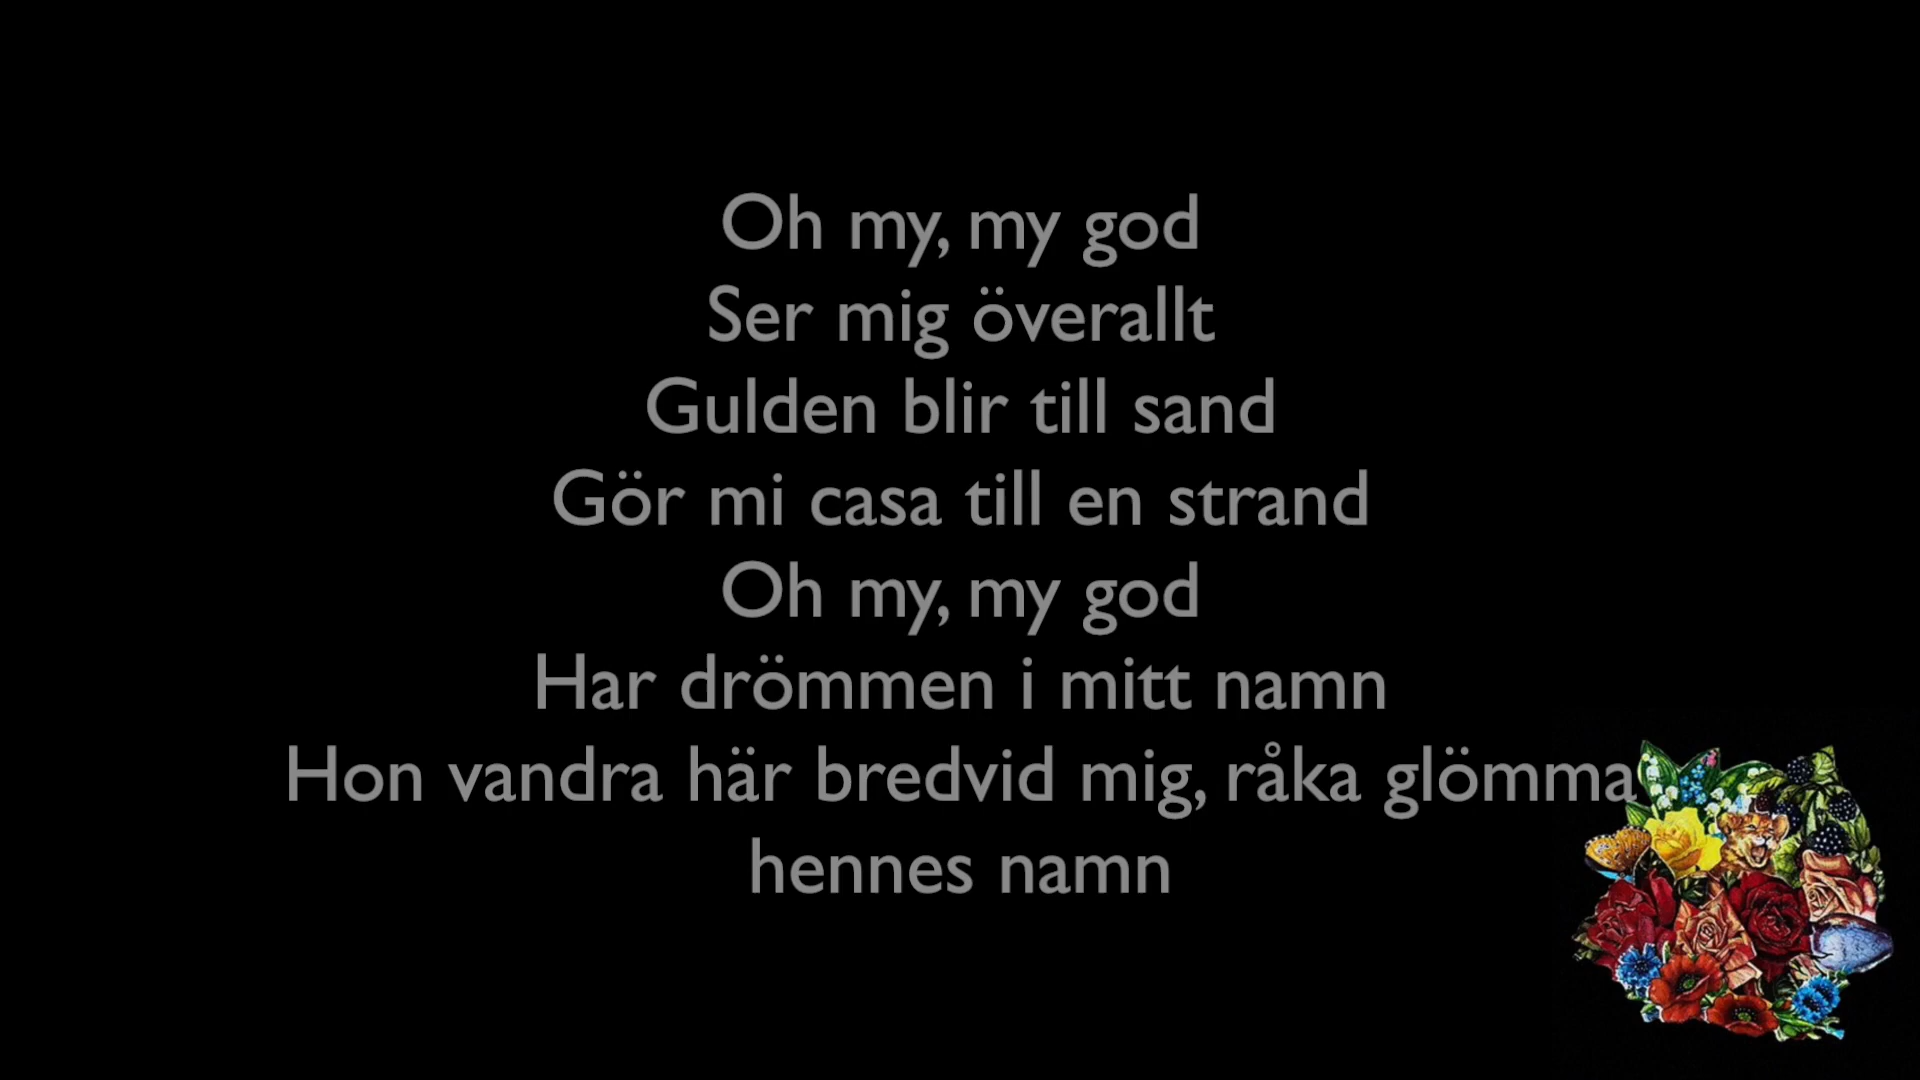 Oh my, my god
Ser mig överallt
Gulden blir till sand
Gör mi casa till en strand
Oh my, my god
Har drömmen i mitt namn
Hon vandra här bredvid mig, råka glömma
hennes namn